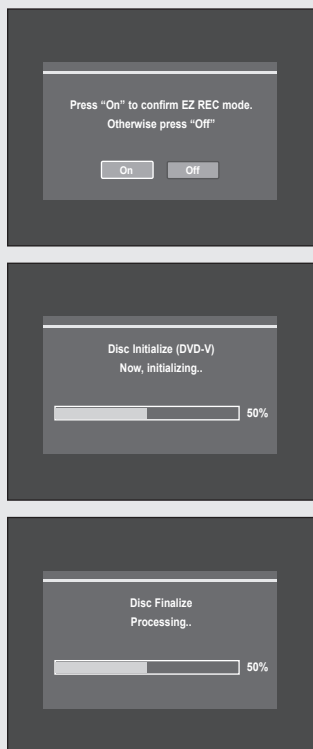 Press “On” to confirm EZ REC mode.
Otherwise press “Off”
On Off
Disc Initialize (DVD-V)
Now, initializing..
50%
Disc Finalize
Processing..
50%